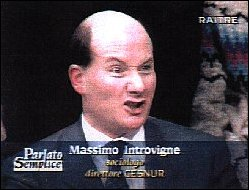 RAITRE
Massimo Introvigne
Parlato
Semplice
sociologo
direttore CESNUR